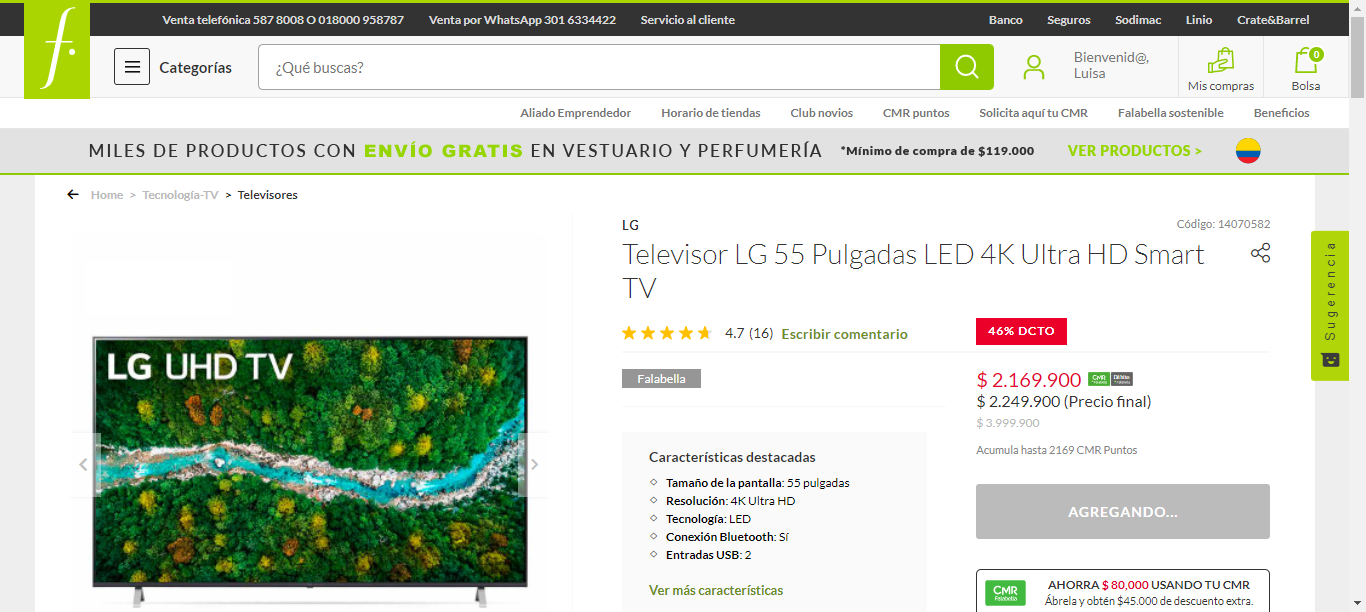 Venta telefónica 587 8008 O 018000 958787
Venta por WhatsApp 301 6334422
Servicio al cliente
Banco
Seguros
Sodimac
Linio
Crate&Barrel
f.
Categorías
¿Qué buscas?
Bienvenid@,
Luisa
Mis compras
0
Bolsa
Aliado Emprendedor
Horario de tiendas
Club novios
CMR puntos
Solicita aquí tu CMR
Falabella sostenible
Beneficios
MILES DE PRODUCTOS CON ENVÍO GRATIS EN VESTUARIO Y PERFUMERÍA *Mínimo de compra de $119.000 VER PRODUCTOS >
Home > Tecnología-TV > Televisores
LG
Código: 14070582
Televisor LG 55 Pulgadas LED 4K Ultra HD Smart
TV
4.7 (16) Escribir comentario
46% DCTO
Falabella
$ 2.169.900 CMR
$ 2.249.900 (Precio final)
$ 3.999.900
Acumula hasta 2169 CMR Puntos
LG UHD TV
Características destacadas
Tamaño de la pantalla: 55 pulgadas
Resolución: 4K Ultra HD
Tecnología: LED
Conexión Bluetooth: Sí
Entradas USB: 2
Ver más características
AGREGANDO...
CMR
Falabella
AHORRA $ 80,000 USANDO TU CMR
Ábrela y obtén $45.000 de descuento extra.
Sugerencia